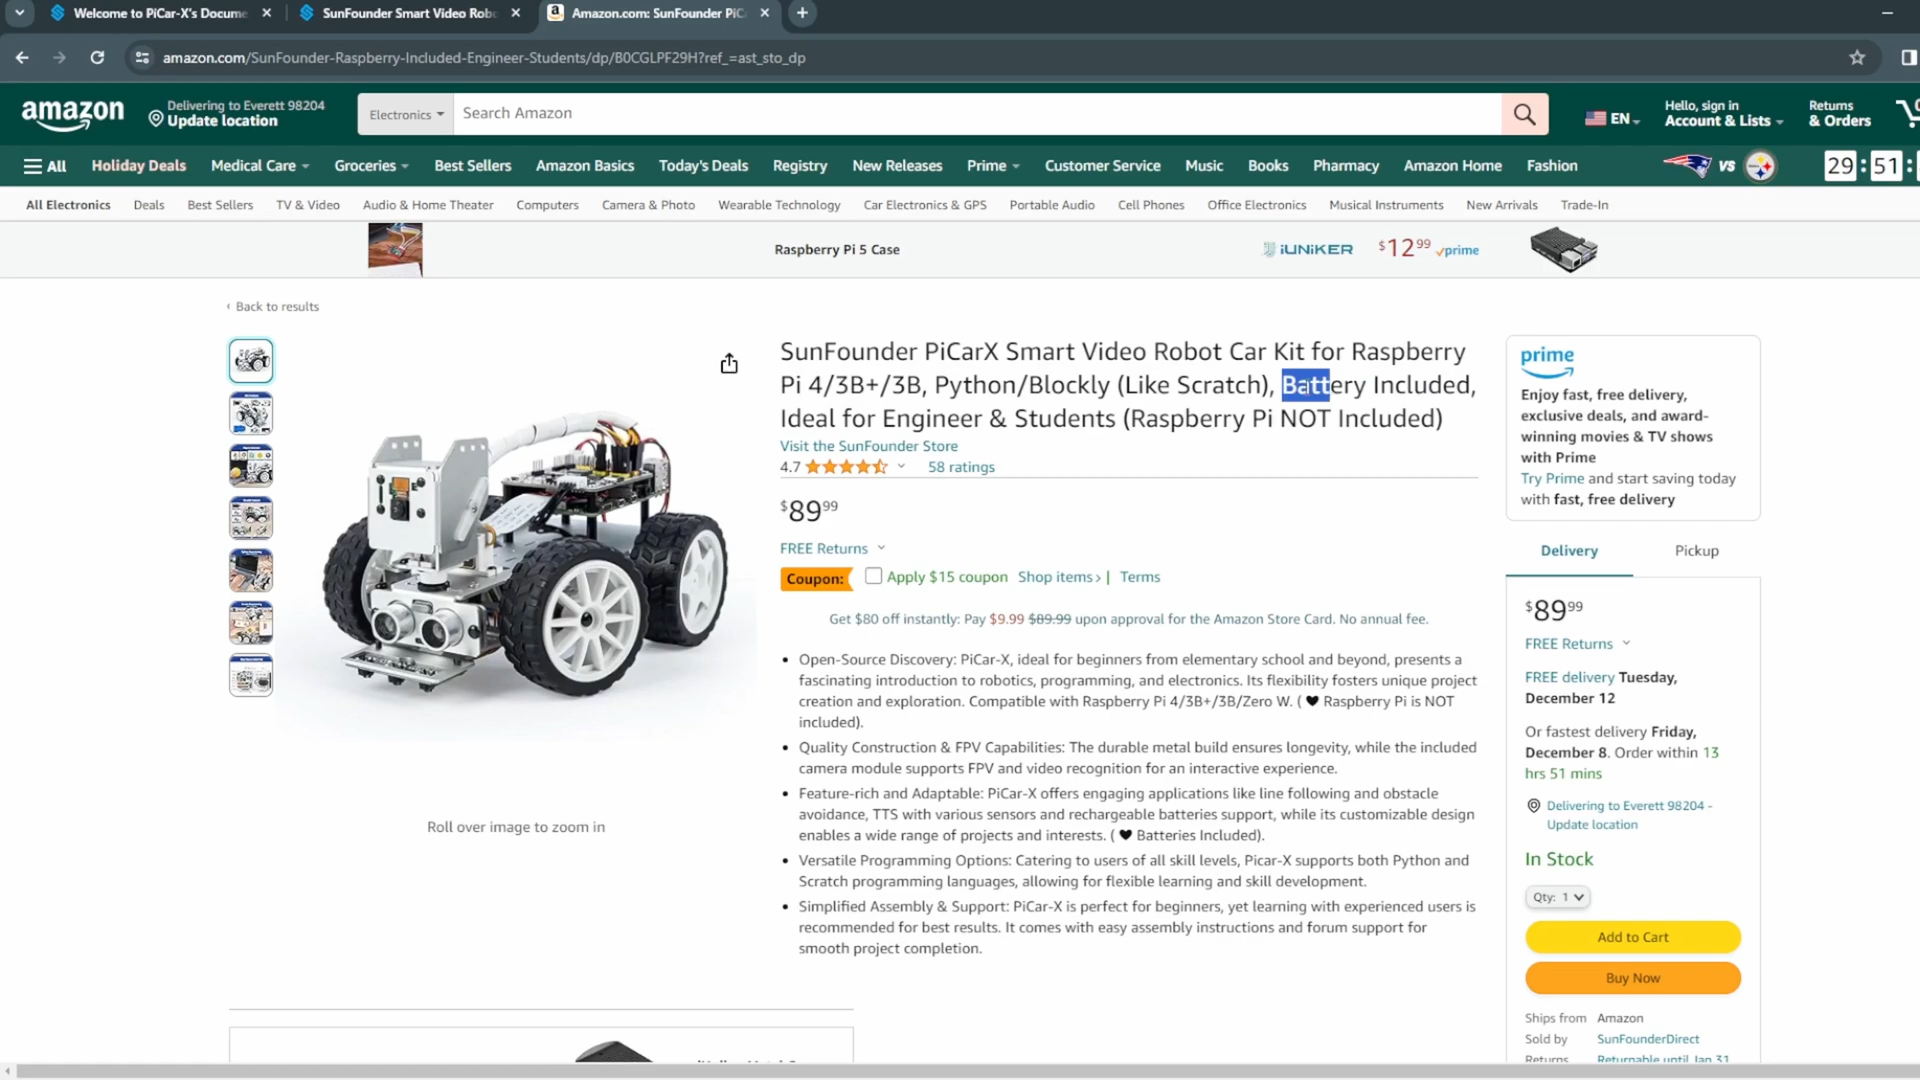 Welcome to PiCar-X's Docume
SunFounder Smart Video Rob
Amazon.com: SunFounder PiC
amazon.com/SunFounder-Raspberry-Included-Engineer-Students/dp/B0CGLPF29H?ref_=ast_sto_dp
amazon
Delivering to Everett 98204
Update location
Electronics
Search Amazon
EN
Hello, sign in
Account & Lists
Returns
& Orders
All
Holiday Deals
Medical Care
Groceries
Best Sellers
Amazon Basics
Today's Deals
Registry
New Releases
Prime
Customer Service
Music
Books
Pharmacy
Amazon Home
Fashion
VS
29:51:
All Electronics
Deals
Best Sellers
TV & Video
Audio & Home Theater
Computers
Camera & Photo
Wearable Technology
Car Electronics & GPS
Portable Audio
Cell Phones
Office Electronics
Musical Instruments
New Arrivals
Trade-In
Raspberry Pi 5 Case
iUNiKER
$12.99 prime
‹ Back to results
SunFounder PiCarX Smart Video Robot Car Kit for Raspberry
Pi 4/3B+/3B, Python/Blockly (Like Scratch), Battery Included,
Ideal for Engineer & Students (Raspberry Pi NOT Included)
Visit the SunFounder Store
4.7
58 ratings
$89.99
FREE Returns
Coupon:
Apply $15 coupon Shop items› | Terms
Get $80 off instantly: Pay $9.99 $89.99 upon approval for the Amazon Store Card. No annual fee.
• Open-Source Discovery: PiCar-X, ideal for beginners from elementary school and beyond, presents a
fascinating introduction to robotics, programming, and electronics. Its flexibility fosters unique project
creation and exploration. Compatible with Raspberry Pi 4/3B+/3B/Zero W. ( ♥ Raspberry Pi is NOT
included).
• Quality Construction & FPV Capabilities: The durable metal build ensures longevity, while the included
camera module supports FPV and video recognition for an interactive experience.
• Feature-rich and Adaptable: PiCar-X offers engaging applications like line following and obstacle
avoidance, TTS with various sensors and rechargeable batteries support, while its customizable design
enables a wide range of projects and interests. ( ♥ Batteries Included).
• Versatile Programming Options: Catering to users of all skill levels, Picar-X supports both Python and
Scratch programming languages, allowing for flexible learning and skill development.
• Simplified Assembly & Support: PiCar-X is perfect for beginners, yet learning with experienced users is
recommended for best results. It comes with easy assembly instructions and forum support for
smooth project completion.
Roll over image to zoom in
prime
Enjoy fast, free delivery,
exclusive deals, and award-
winning movies & TV shows
with Prime
Try Prime and start saving today
with fast, free delivery
Delivery
Pickup
$89.99
FREE Returns
FREE delivery Tuesday,
December 12
Or fastest delivery Friday,
December 8. Order within 13
hrs 51 mins
Delivering to Everett 98204 -
Update location
In Stock
Qty: 1
Add to Cart
Buy Now
Ships from Amazon
Sold by SunFounderDirect
Returns Returnable until Jan 31,